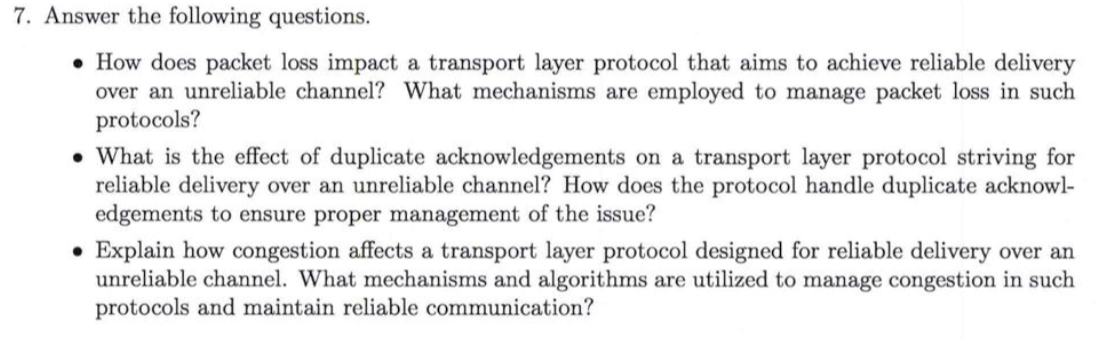 7. Answer the following questions.
• How does packet loss impact a transport layer protocol that aims to achieve reliable delivery
over an unreliable channel? What mechanisms are employed to manage packet loss in such
protocols?
• What is the effect of duplicate acknowledgements on a transport layer protocol striving for
reliable delivery over an unreliable channel? How does the protocol handle duplicate acknowl-
edgements to ensure proper management of the issue?
• Explain how congestion affects a transport layer protocol designed for reliable delivery over an
unreliable channel. What mechanisms and algorithms are utilized to manage congestion in such
protocols and maintain reliable communication?